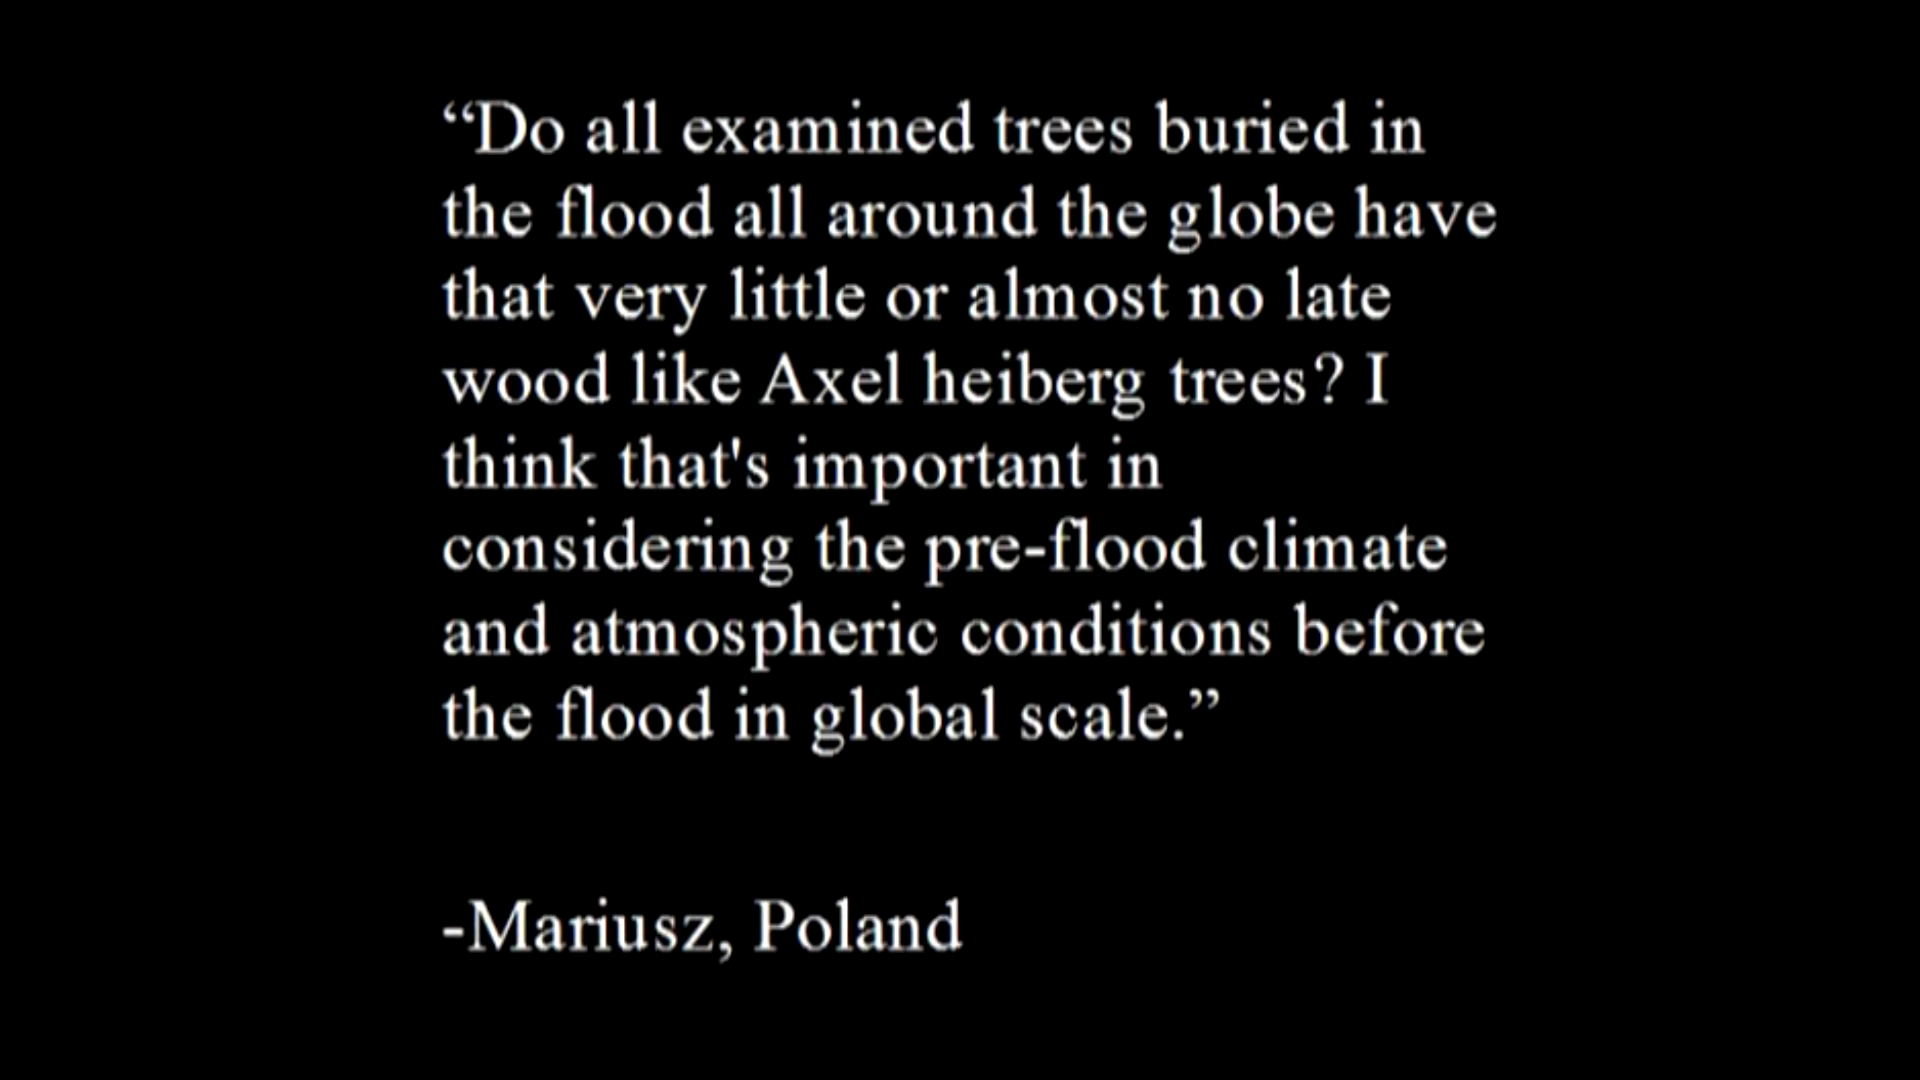 “Do all examined trees buried in
the flood all around the globe have
that very little or almost no late
wood like Axel heiberg trees? I
think that's important in
considering the pre-flood climate
and atmospheric conditions before
the flood in global scale.”
-Mariusz, Poland